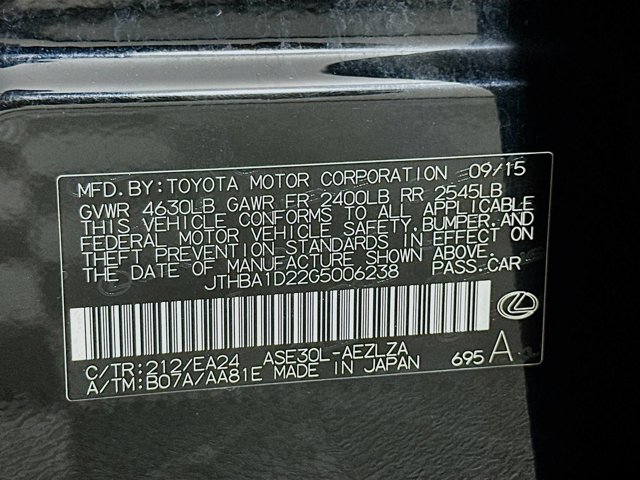 MFD. BY: TOYOTA MOTOR CORPORATION 09/15
GVWR 4630LB GAWR FR 2400LB RR 2545LB
THIS VEHICLE CONFORMS TO ALL APPLICABLE
FEDERAL MOTOR VEHICLE SAFETY, BUMPER, AND
THEFT PREVENTION STANDARDS IN EFFECT ON
THE DATE OF MANUFACTURE SHOWN ABOVE.
JTHBA1D22G5006238 PASS. CAR
C/TR: 212/EA24 ASE30L-AEZLZA
A/TM: B07A/AA81E MADE IN JAPAN 695 A